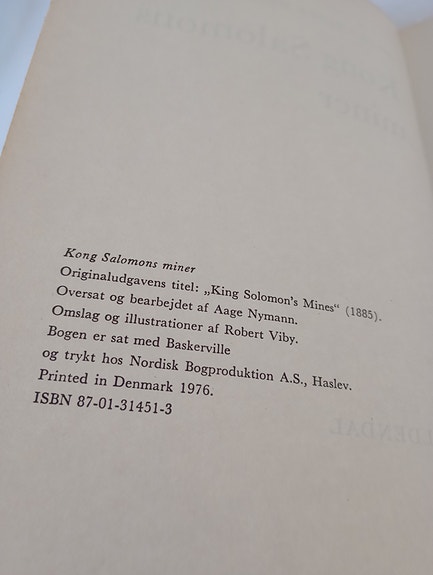 Kong Salomons miner
Originaludgavens titel: „King Solomon's Mines“ (1885).
Oversat og bearbejdet af Aage Nymann.
Omslag og illustrationer af Robert Viby.
Bogen er sat med Baskerville
og trykt hos Nordisk Bogproduktion A.S., Haslev.
Printed in Denmark 1976.
ISBN 87-01-31451-3